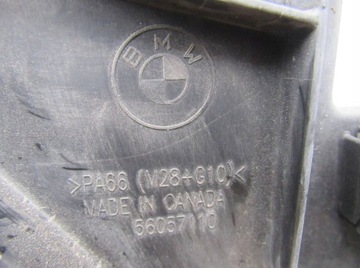 BMW
>PA66 (M28+G10)<
MADE IN CANADA
66057110